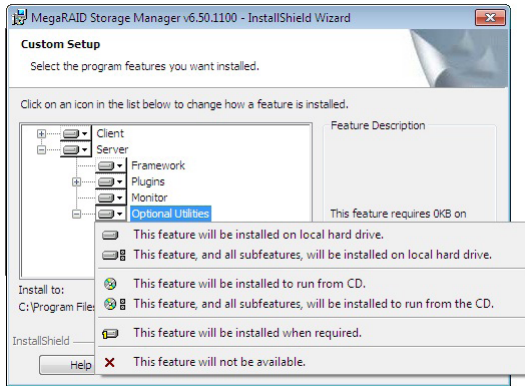 MegaRAID Storage Manager v6.50.1100 - InstallShield Wizard
Custom Setup
Select the program features you want installed.
Click on an icon in the list below to change how a feature is installed.
Client
Server
Framework
Plugins
Monitor
Optional Utilities
Feature Description
This feature requires 0KB on
This feature will be installed on local hard drive.
This feature, and all subfeatures, will be installed on local hard drive.
This feature will be installed to run from CD.
This feature, and all subfeatures, will be installed to run from the CD.
This feature will be installed when required.
This feature will not be available.
Install to:
C:\Program Files
InstallShield
Help